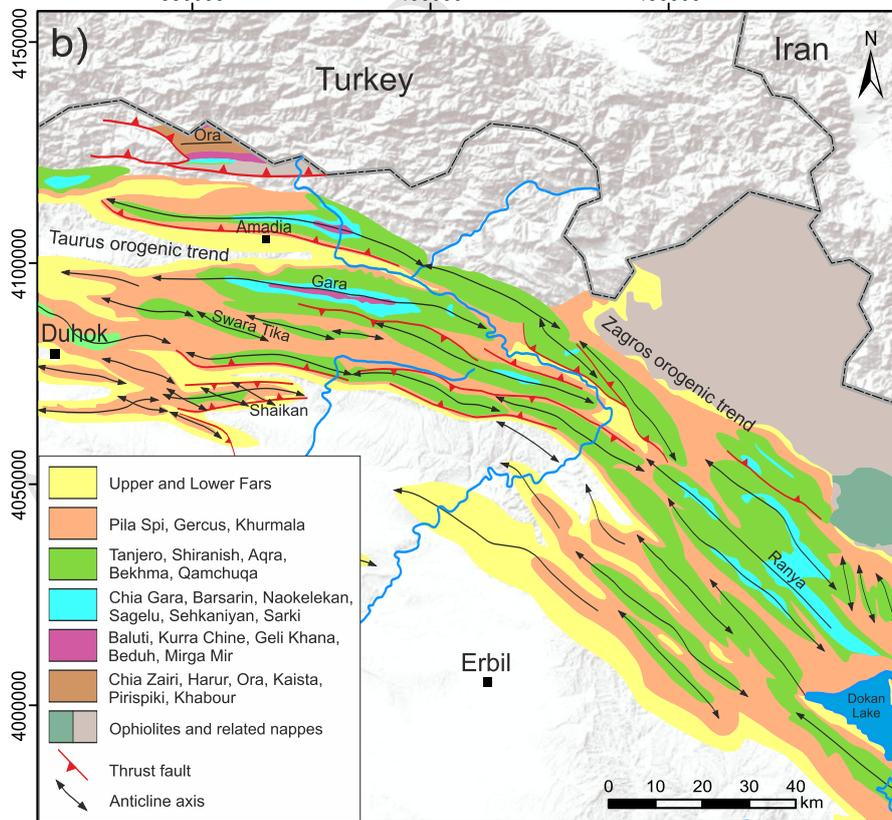 b)
Turkey
Iran
N
4150000
4100000
4050000
4000000
Ora
Amadia
Taurus orogenic trend
Gara
Swara Tika
Duhok
Shaikan
Zagros orogenic trend
Ranya
Erbil
Dokan
Lake
Upper and Lower Fars
Pila Spi, Gercus, Khurmala
Tanjero, Shiranish, Aqra,
Bekhma, Qamchuqa
Chia Gara, Barsarin, Naokelekan,
Sagelu, Sehkaniyan, Sarki
Baluti, Kurra Chine, Geli Khana,
Beduh, Mirga Mir
Chia Zairi, Harur, Ora, Kaista,
Pirispiki, Khabour
Ophiolites and related nappes
Thrust fault
Anticline axis
0 10 20 30 40
km